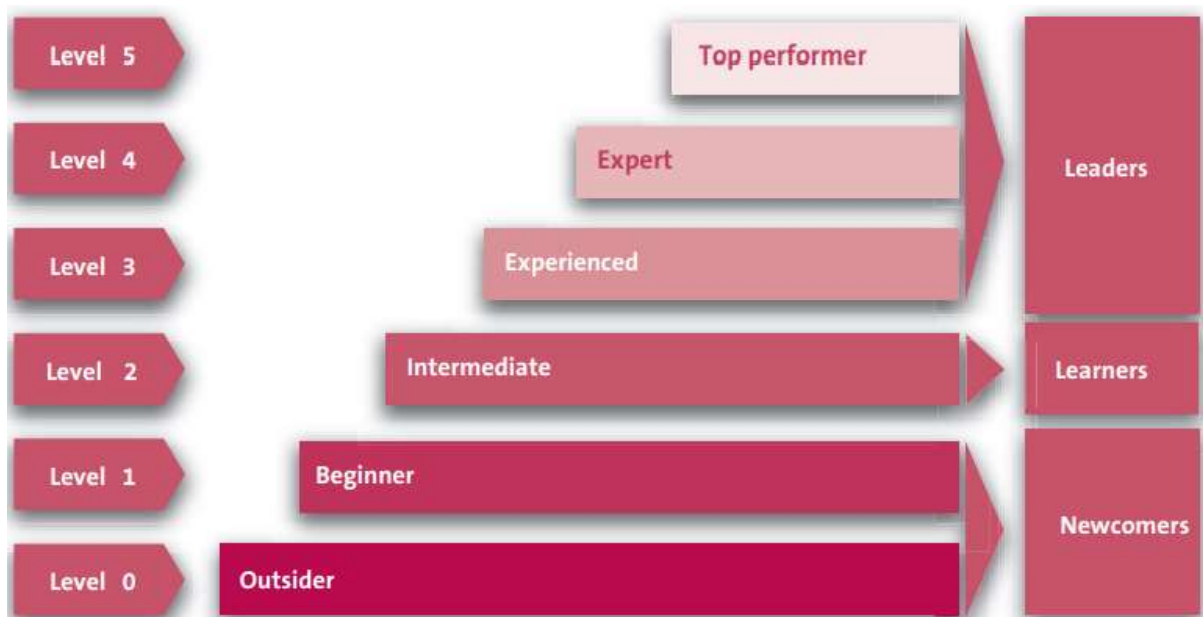 Level 5
Top performer
Level 4
Expert
Leaders
Level 3
Experienced
Level 2
Intermediate
Learners
Level 1
Beginner
Newcomers
Level 0
Outsider